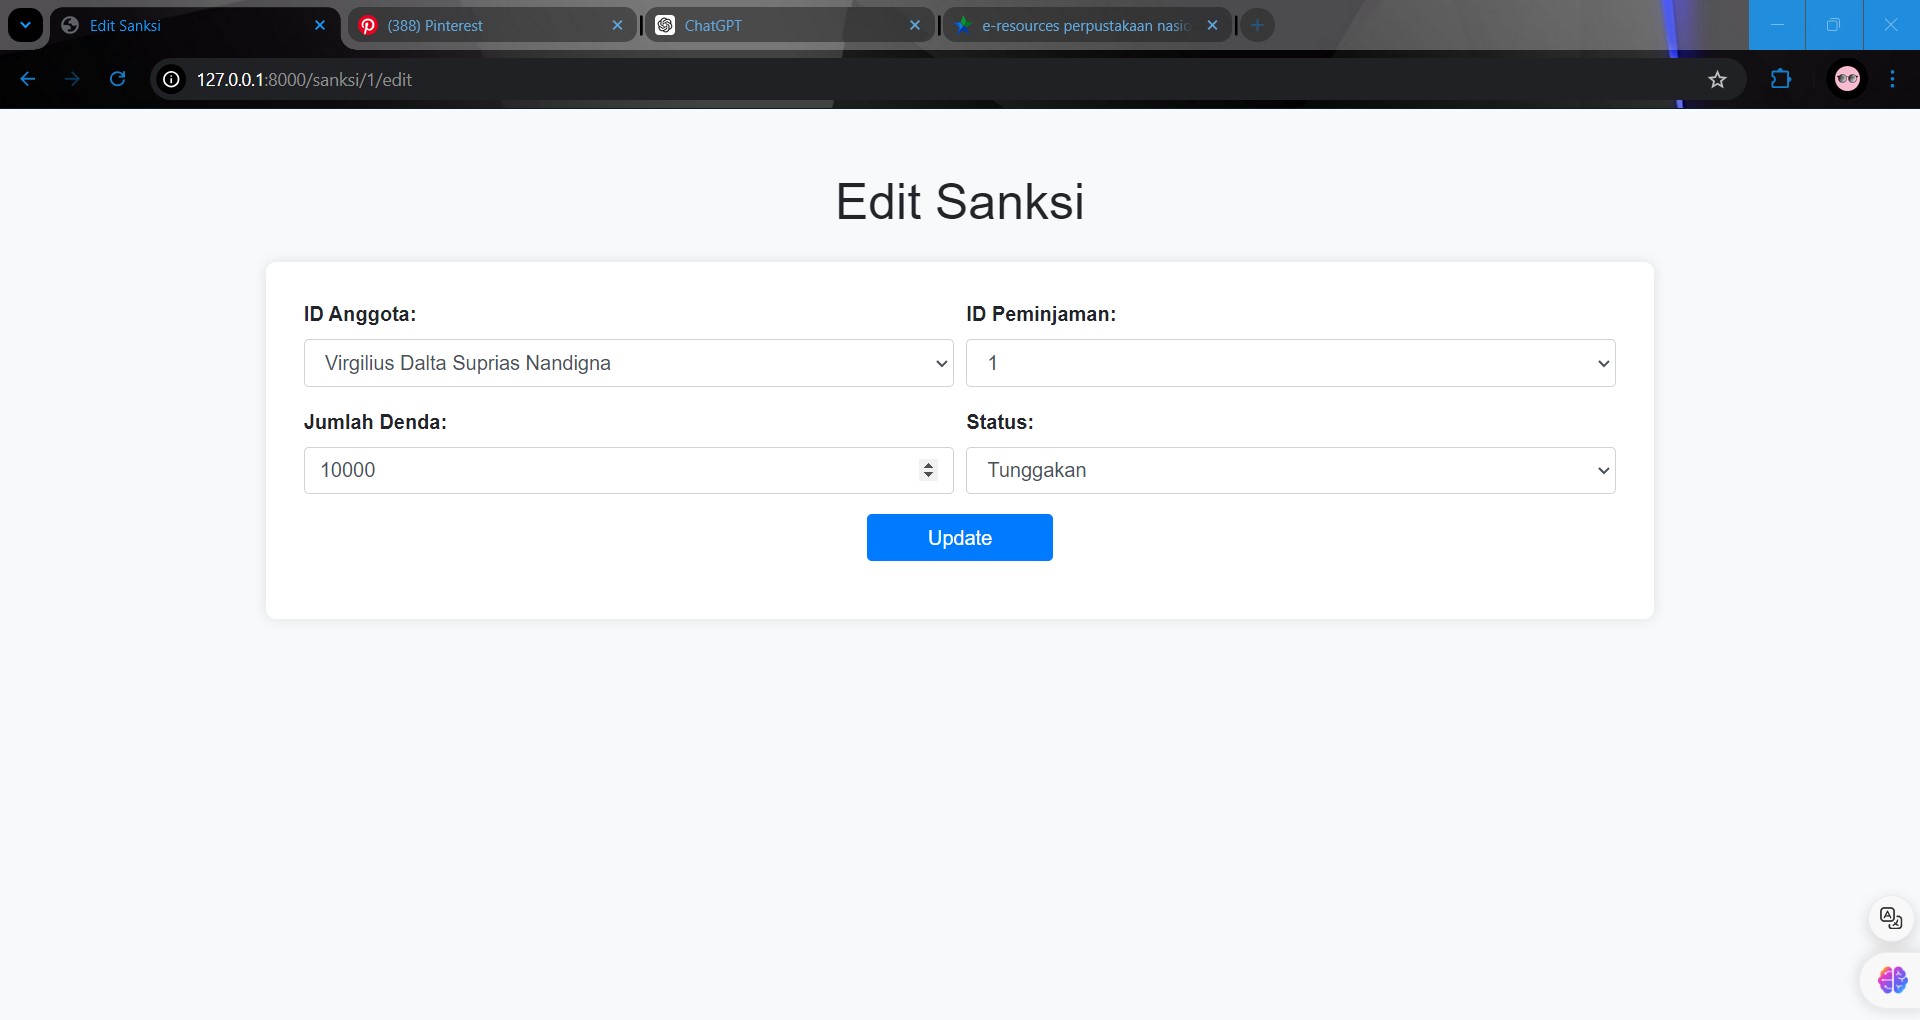 Edit Sanksi
(388) Pinterest
ChatGPT
e-resources perpustakaan nasio
127.0.0.1:8000/sanksi/1/edit
Edit Sanksi
ID Anggota:
ID Peminjaman:
Virgilius Dalta Suprias Nandigna
1
Jumlah Denda:
Status:
10000
Tunggakan
Update